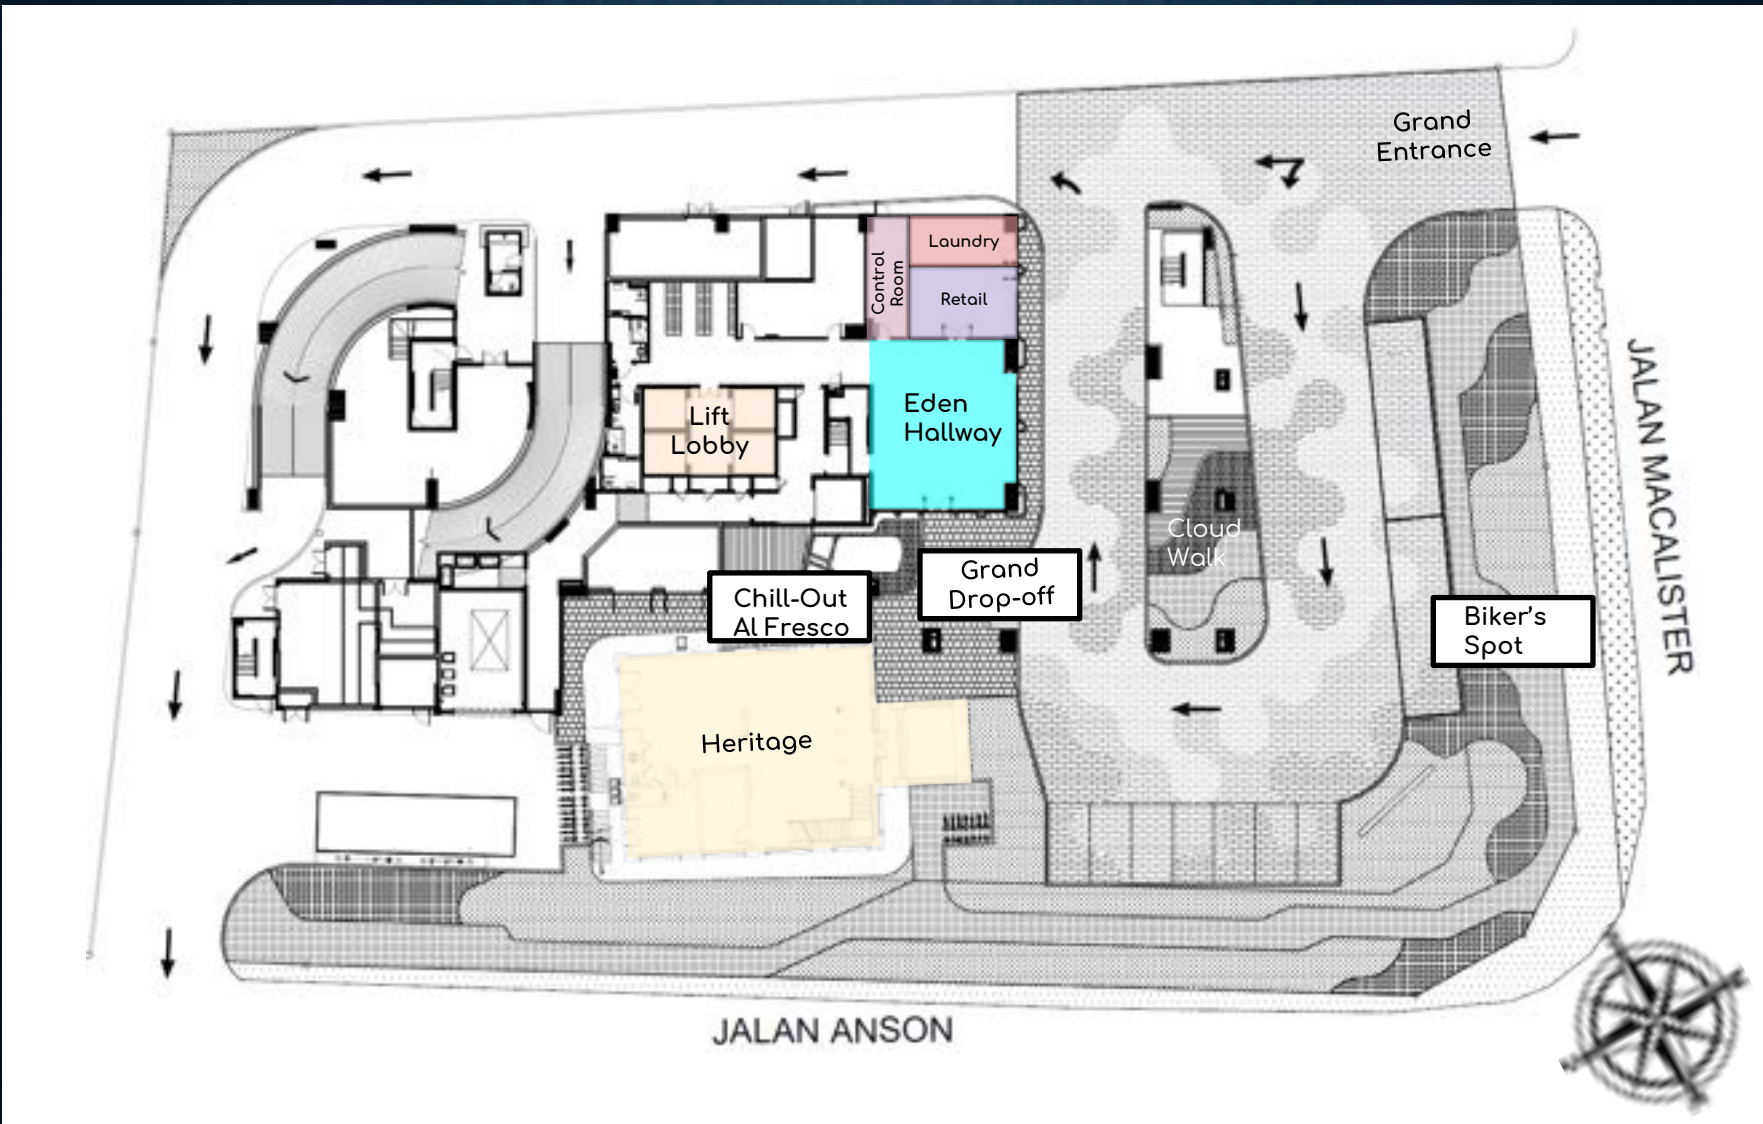 Grand
Entrance
Laundry
Control
Room
Retail
Eden
Hallway
Lift
Lobby
Cloud
Walk
Grand
Drop-off
Chill-Out
Al Fresco
Biker's
Spot
Heritage
JALAN MACALISTER
JALAN ANSON